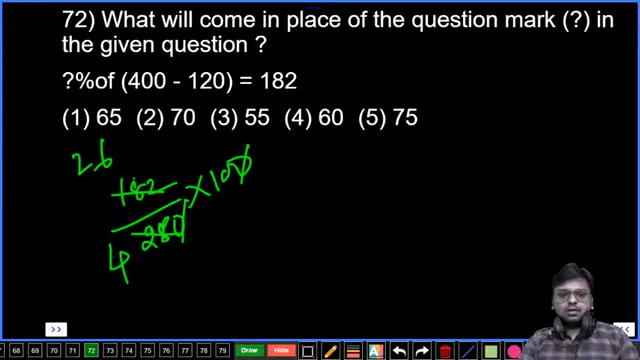 72) What will come in place of the question mark (?) in
the given question ?
?%of (400 - 120) = 182
(1) 65 (2) 70 (3) 55 (4) 60 (5) 75
26
182
×100
280
4
>> 68 69 70 71 72 73 74 75 76 77 78 79 Draw Hide A >>